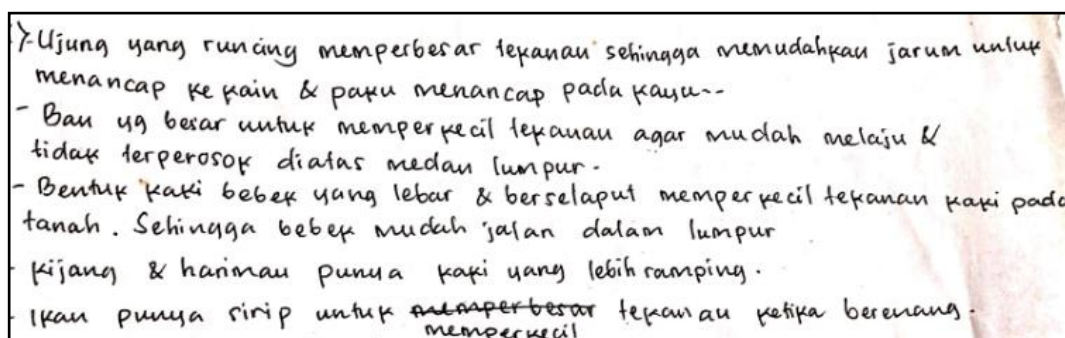 - Ujung yang runcing memperbesar tekanan sehingga memudahkan jarum untuk
menancap ke kain & paku menancap pada kayu--
- Ban yg besar untuk memperkecil tekanan agar mudah melaju &
tidak terperosok diatas medan lumpur.
- Bentuk kaki bebek yang lebar & berselaput memperkecil tekanan kaki pada
tanah. Sehingga bebek mudah jalan dalam lumpur
- kijang & harimau punya kaki yang lebih ramping.
- Ikan punya sirip untuk memperbesar tekanan ketika berenang.
memperkecil